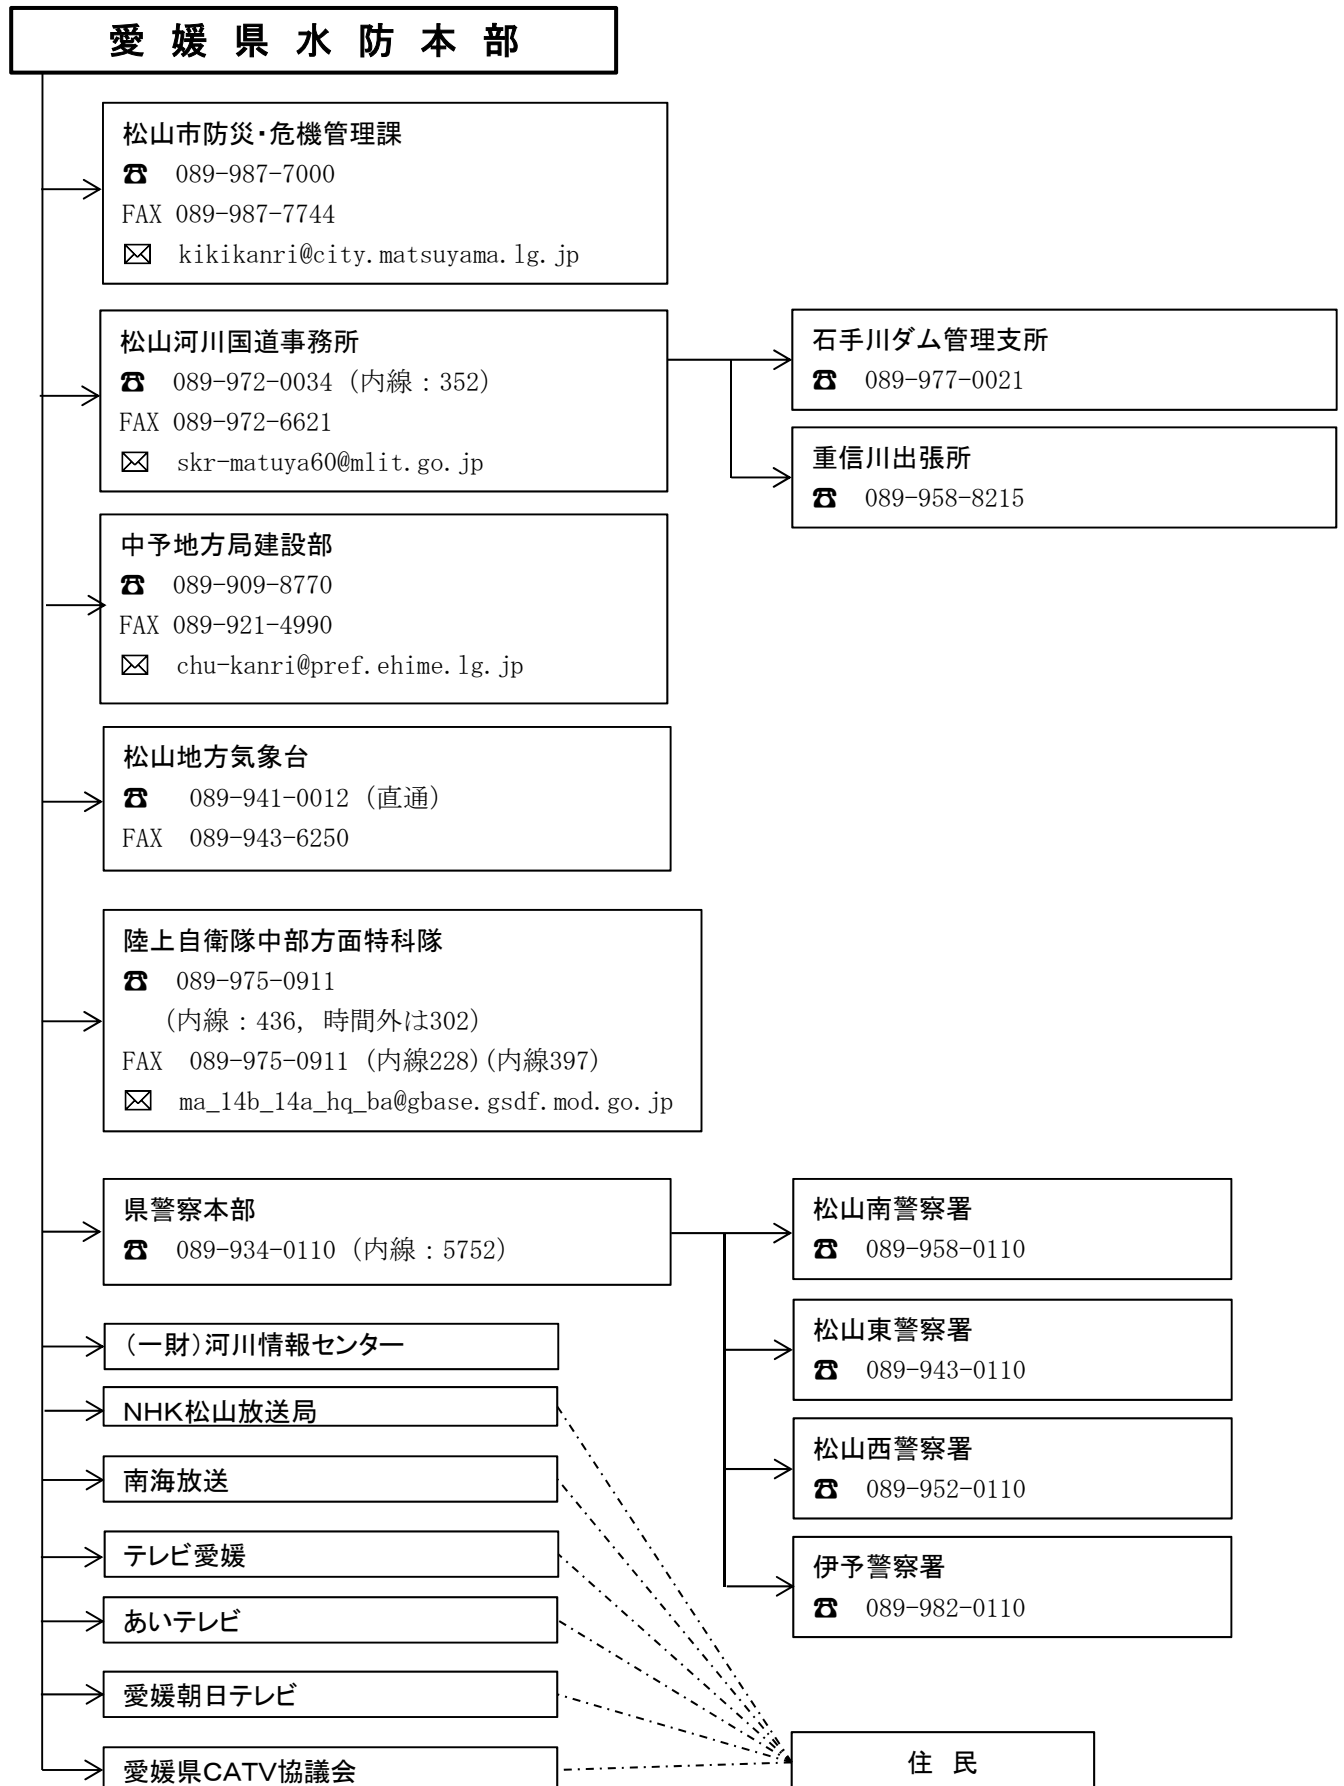 愛媛県水防本部
松山市防災・危機管理課
☎ 089-987-7000
FAX 089-987-7744
✉ kikikanri@city.matsuyama.lg.jp
松山河川国道事務所
☎ 089-972-0034（内線：352）
FAX 089-972-6621
✉ skr-matuya60@mlit.go.jp
石手川ダム管理支所
☎ 089-977-0021
重信川出張所
☎ 089-958-8215
中予地方局建設部
☎ 089-909-8770
FAX 089-921-4990
✉ chu-kanri@pref.ehime.lg.jp
松山地方気象台
☎ 089-941-0012（直通）
FAX 089-943-6250
陸上自衛隊中部方面特科隊
☎ 089-975-0911
（内線：436，時間外は302）
FAX 089-975-0911（内線228）（内線397）
✉ ma_14b_14a_hq_ba@gbase.gsdf.mod.go.jp
県警察本部
☎ 089-934-0110（内線：5752）
松山南警察署
☎ 089-958-0110
松山東警察署
☎ 089-943-0110
松山西警察署
☎ 089-952-0110
伊予警察署
☎ 089-982-0110
（一財）河川情報センター
NHK松山放送局
南海放送
テレビ愛媛
あいテレビ
愛媛朝日テレビ
愛媛県CATV協議会
住民